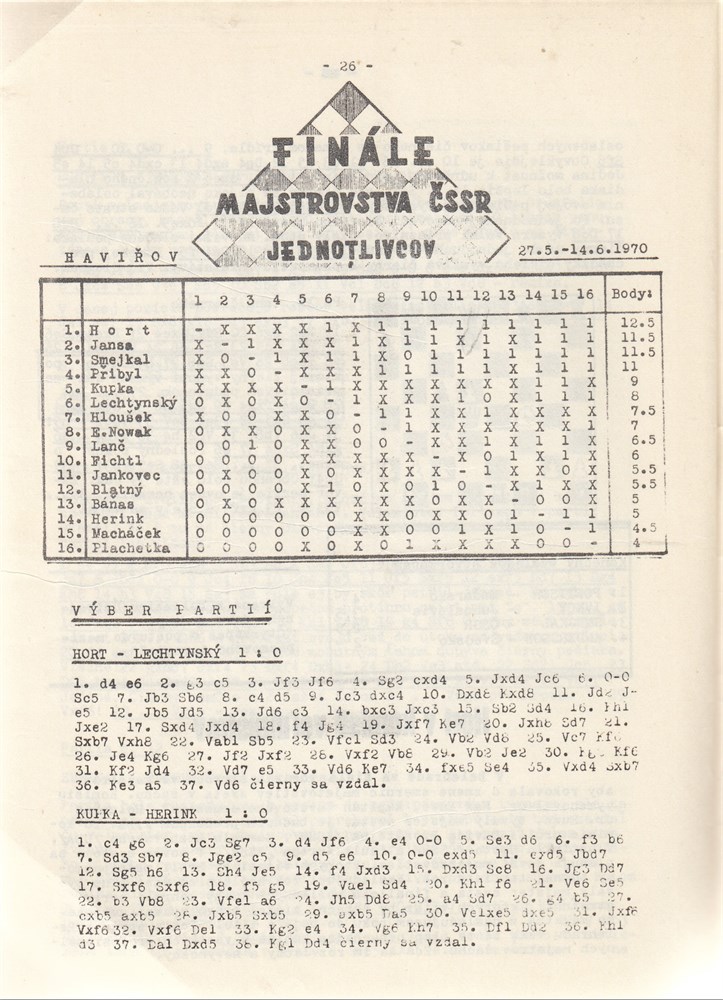 - 26 -
FINÁLE
MAJSTROVSTVA ČSSR
JEDNOTLIVCOV
HAVÍŘOV 27.5.-14.6.1970
1 2 3 4 5 6 7 8 9 10 11 12 13 14 15 16 Body:
1. Hort - X X X X 1 X 1 1 1 1 1 1 1 1 1 12.5
2. Jansa X - 1 X X X 1 X 1 1 X 1 X 1 1 1 11.5
3. Smejkal X 0 - 1 X 1 1 X 0 1 1 1 1 1 1 1 11.5
4. Přibyl X X 0 - X X X 1 1 1 1 1 X 1 1 1 11
5. Kupka X X X X - 1 X X X X X X X 1 1 X 9
6. Lechtynský 0 X 0 X 0 - 1 X X X 1 0 X 1 1 1 8
7. Hloušek X 0 0 X X 0 - 1 1 X X 1 X X X X 7.5
8. E.Nowak 0 X X 0 X X 0 - 1 X X X X X X 1 7
9. Lanč 0 0 1 0 X X 0 0 - X X 1 X 1 1 X 6.5
10. Fichtl 0 0 0 0 X X X X X - X 0 1 X 1 X 6
11. Jankovec 0 X 0 0 X 0 X X X X - 1 X X 0 X 5.5
12. Blatný 0 0 0 0 X 1 0 X 0 1 0 - X 1 X X 5.5
13. Bánas 0 X 0 X X X X X X 0 X X - 0 0 X 5
14. Herink 0 0 0 0 0 0 X X 0 X X 0 1 - 1 1 5
15. Macháček 0 0 0 0 0 0 X X 0 0 1 X 1 0 - 1 4.5
16. Plachetka 0 0 0 0 X 0 X 0 1 X X X X 0 0 - 4
VÝBER PARTIÍ
HORT - LECHTYNSKÝ 1 : 0
1. d4 e6 2. g3 c5 3. Jf3 Jf6 4. Sg2 cxd4 5. Jxd4 Jc6 6. 0-0
Sc5 7. Jb3 Sb6 8. c4 d5 9. Jc3 dxc4 10. Dxd8 Kxd8 11. Jd2 J-
e5 12. Jb5 Jd5 13. Jd6 c3 14. bxc3 Jxc3 15. Sb2 Sd4 16. Kh1
Jxe2 17. Sxd4 Jxd4 18. f4 Jg4 19. Jxf7 Ke7 20. Jxh8 Sd7 21.
Sxb7 Vxh8 22. Vab1 Sb5 23. Vfc1 Sd3 24. Vb2 Vd8 25. Vc7 Kf6
26. Je4 Kg6 27. Jf2 Jxf2 28. Vxf2 Vb8 29. Vb2 Je2 30. Kf6
31. Kf2 Jd4 32. Vd7 e5 33. Vd6 Ke7 34. fxe5 Se4 35. Vxd4 Sxb7
36. Ke3 a5 37. Vd6 čierny sa vzdal.
KUPKA - HERINK 1 : 0
1. c4 g6 2. Jc3 Sg7 3. d4 Jf6 4. e4 0-0 5. Se3 d6 6. f3 b6
7. Sd3 Sb7 8. Jge2 c5 9. d5 e6 10. 0-0 exd5 11. exd5 Jbd7
12. Sg5 h6 13. Sh4 Je5 14. f4 Jxd3 15. Dxd3 Sc8 16. Jg3 Dd7
17. Sxf6 Sxf6 18. f5 g5 19. Vael Sd4 20. Kh1 f6 21. Ve6 Se5
22. b3 Vb8 23. Vfel a6 24. Jh5 Dd8 25. a4 Sd7 26. g4 b5 27.
cxb5 axb5 28. Jxb5 Sxb5 29. axb5 Da5 30. Velxe5 dxe5 31. Jxf6
Vxf6 32. Vxf6 Del 33. Kg2 e4 34. Vg6 Kh7 35. Df1 Dd2 36. Kh1
d3 37. Dal Dxd5 38. Kg1 Dd4 čierny sa vzdal.